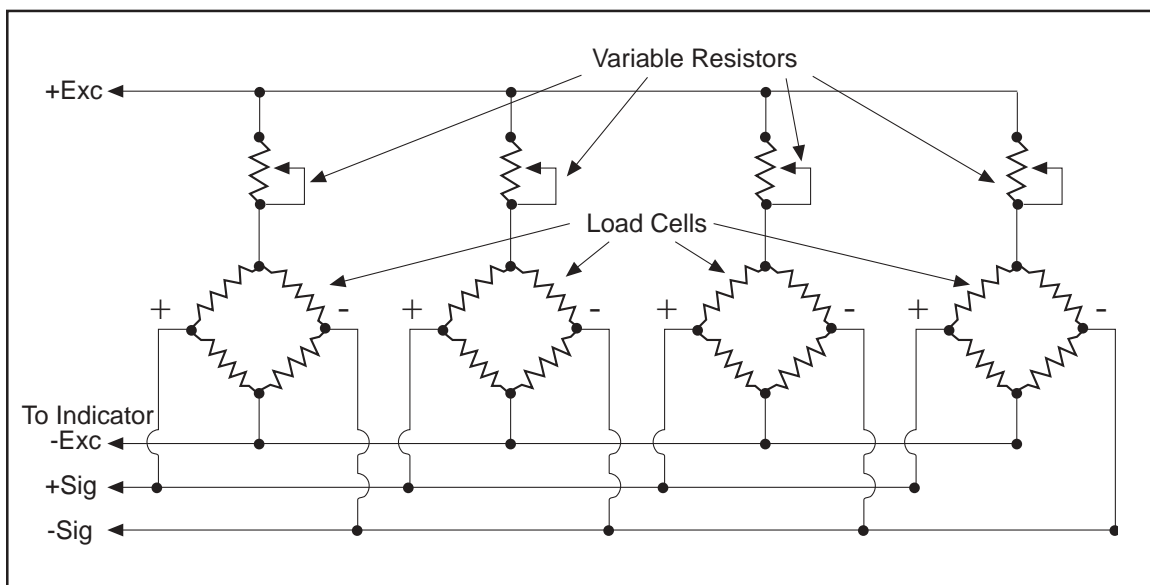 Variable Resistors
+Exc
Load Cells
+ - + - + - + -
To Indicator
-Exc
+Sig
-Sig